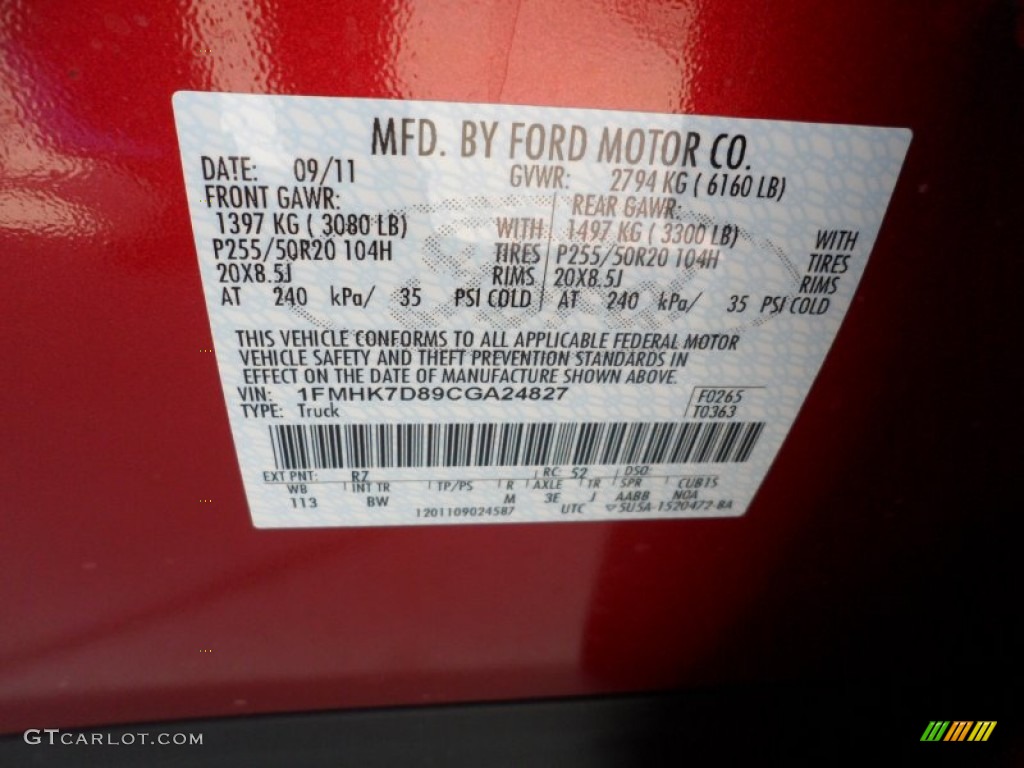 MFD. BY FORD MOTOR CO.
DATE: 09/11 GVWR: 2794 KG ( 6160 LB)
FRONT GAWR: REAR GAWR:
1397 KG ( 3080 LB) WITH 1497 KG ( 3300 LB) WITH
P255/50R20 104H TIRES P255/50R20 104H TIRES
20X8.5J RIMS 20X8.5J RIMS
AT 240 kPa/ 35 PSI COLD AT 240 kPa/ 35 PSI COLD
THIS VEHICLE CONFORMS TO ALL APPLICABLE FEDERAL MOTOR
VEHICLE SAFETY AND THEFT PREVENTION STANDARDS IN
EFFECT ON THE DATE OF MANUFACTURE SHOWN ABOVE.
VIN: 1FMHK7D89CGA24827 F0265
TYPE: Truck T0363
EXT PNT: RZ RC: 52 DSO:
WB INT TR TP/PS R AXLE TR SPR CUB15
113 BW M 3E J AABB NOA
1201109024587 UTC 5U5A-1520472-BA
GTCARLOT.COM